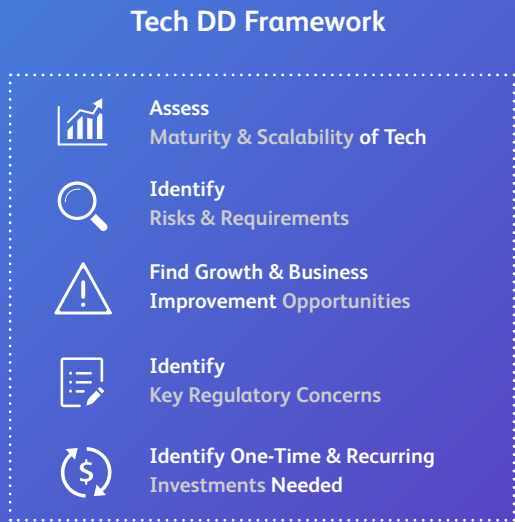 Tech DD Framework
Assess
Maturity & Scalability of Tech
Identify
Risks & Requirements
Find Growth & Business
Improvement Opportunities
Identify
Key Regulatory Concerns
Identify One-Time & Recurring
Investments Needed